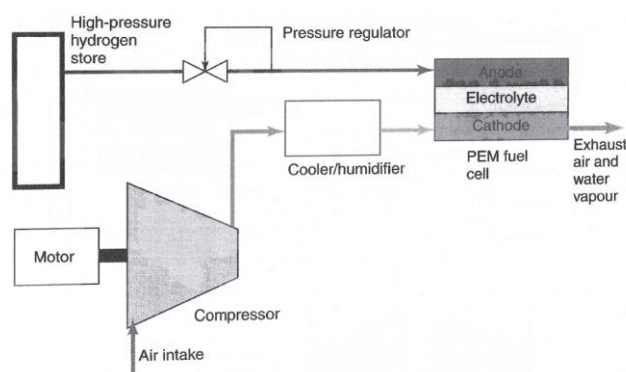 High-pressure
hydrogen
store
Pressure regulator
Anode
Electrolyte
Cathode
Cooler/humidifier
PEM fuel
cell
Exhaust
air and
water
vapour
Motor
Compressor
Air intake